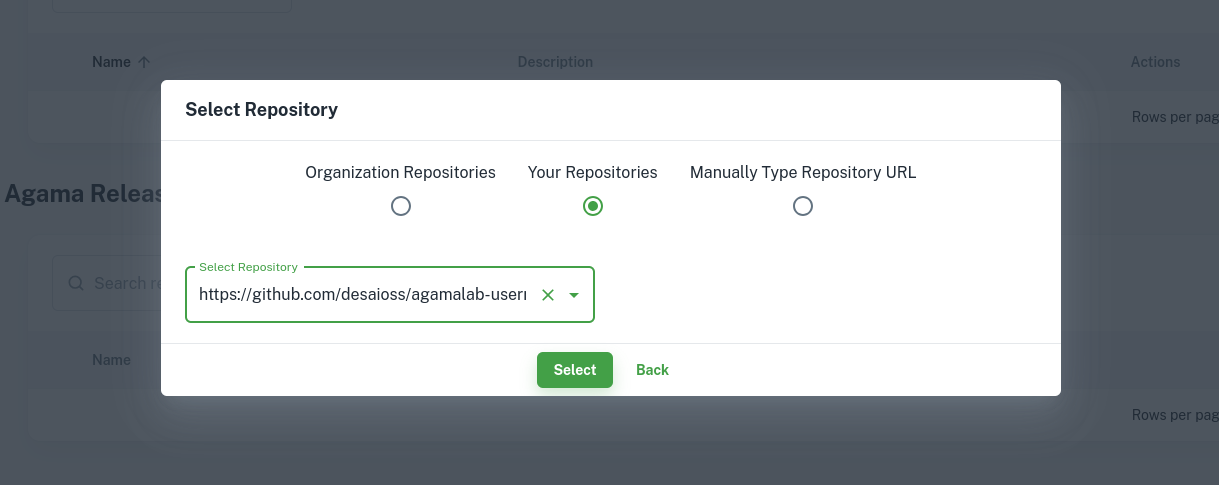 Name
Description
Actions
Select Repository
Rows per pag
Organization Repositories
Your Repositories
Manually Type Repository URL
Agama Releas
Select Repository
Search re
https://github.com/desaioss/agamalab-user
Name
Select
Back
Rows per pag